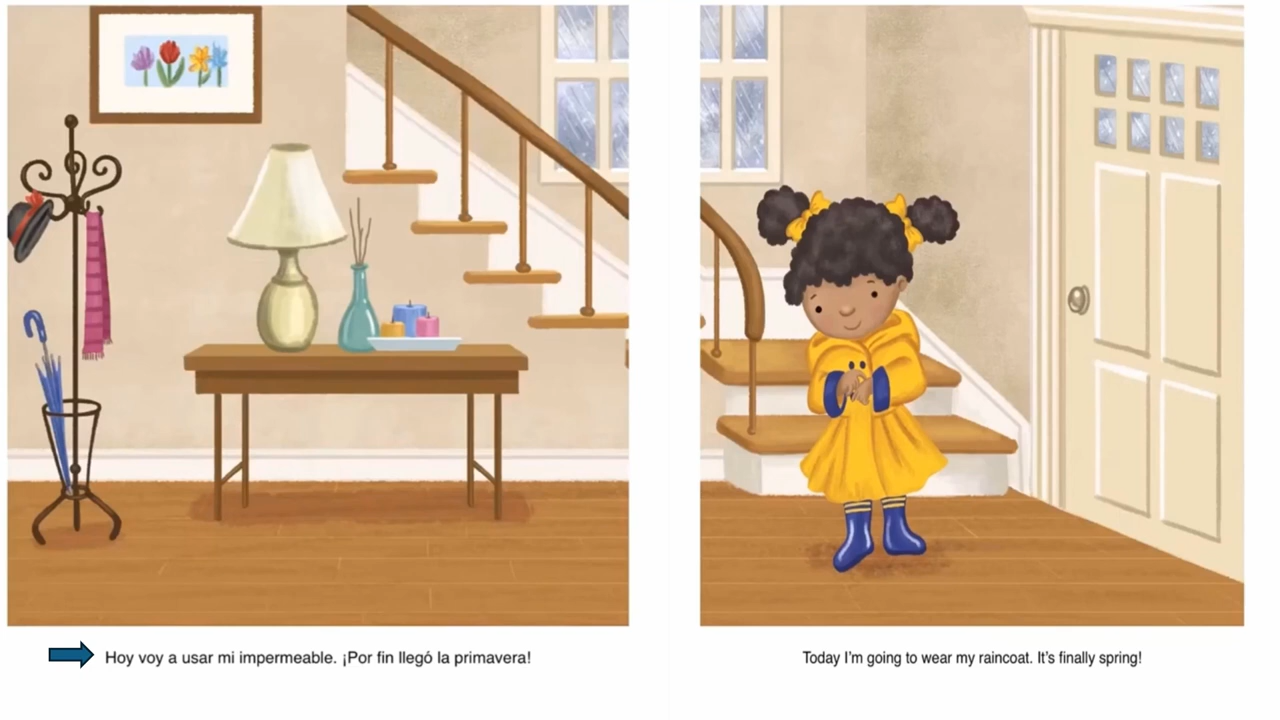 Hoy voy a usar mi impermeable. ¡Por fin llegó la primavera!
Today I'm going to wear my raincoat. It's finally spring!